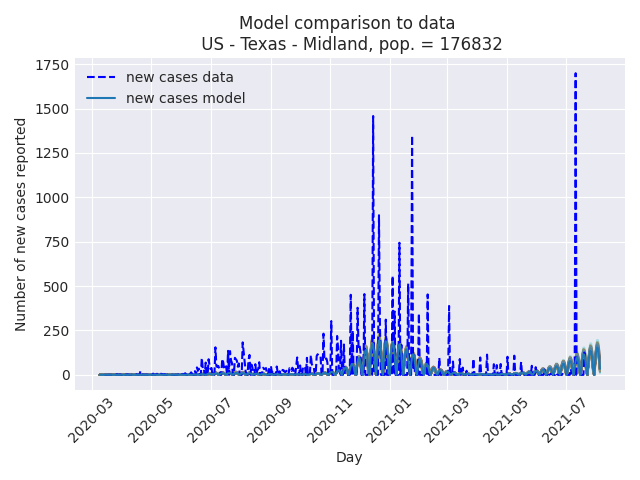 Model comparison to data
US - Texas - Midland, pop. = 176832
new cases data
new cases model
Number of new cases reported
1750
1500
1250
1000
750
500
250
0
2020-03
2020-05
2020-07
2020-09
2020-11
2021-01
2021-03
2021-05
2021-07
Day